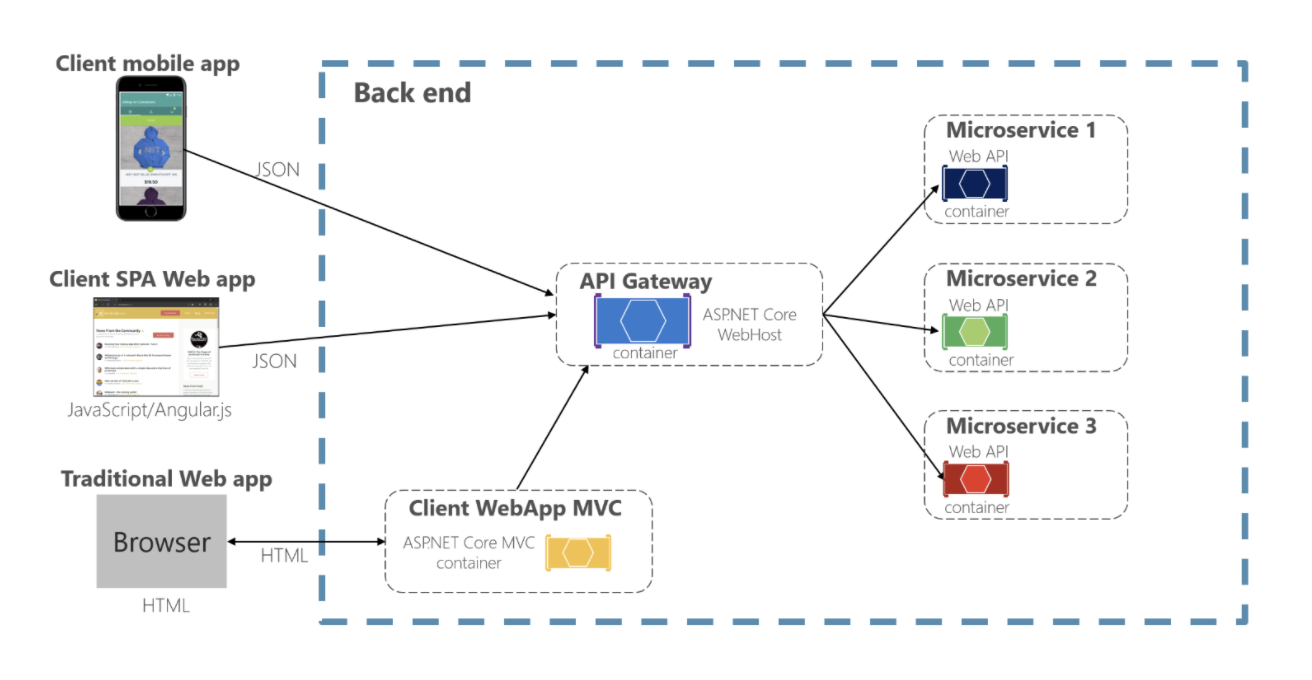 Client mobile app
Back end
JSON
Microservice 1
Web API
container
Client SPA Web app
JSON
JavaScript/Angular.js
API Gateway
ASP.NET Core
WebHost
container
Microservice 2
Web API
container
Microservice 3
Web API
container
Traditional Web app
Browser
HTML
HTML
Client WebApp MVC
ASP.NET Core MVC
container